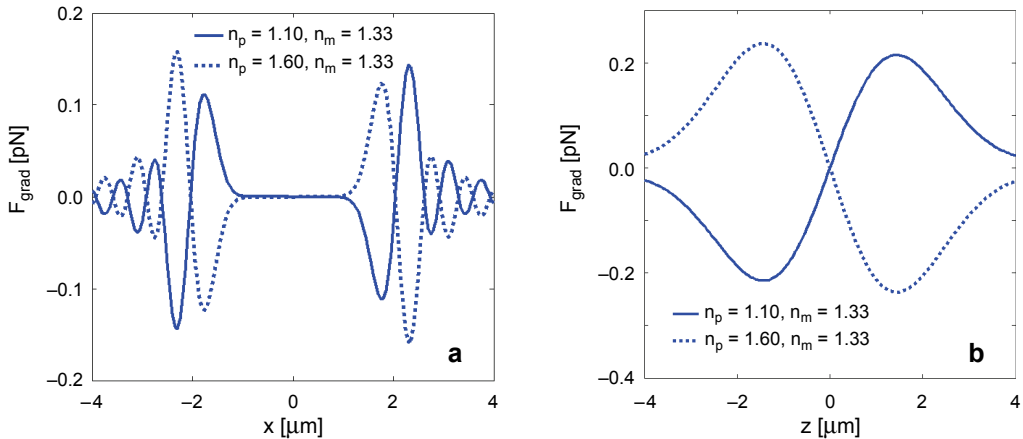 0.2
0.1
0.0
−0.1
−0.2
F_grad [pN]
n_p = 1.10, n_m = 1.33
n_p = 1.60, n_m = 1.33
a
−4 −2 0 2 4
x [μm]
0.2
0.0
−0.2
−0.4
F_grad [pN]
n_p = 1.10, n_m = 1.33
n_p = 1.60, n_m = 1.33
b
−4 −2 0 2 4
z [μm]